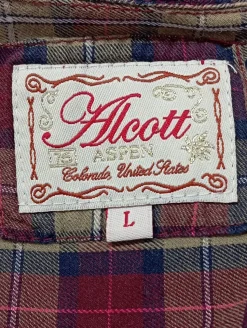 Alcott
ASPEN
Colorado, United States
L